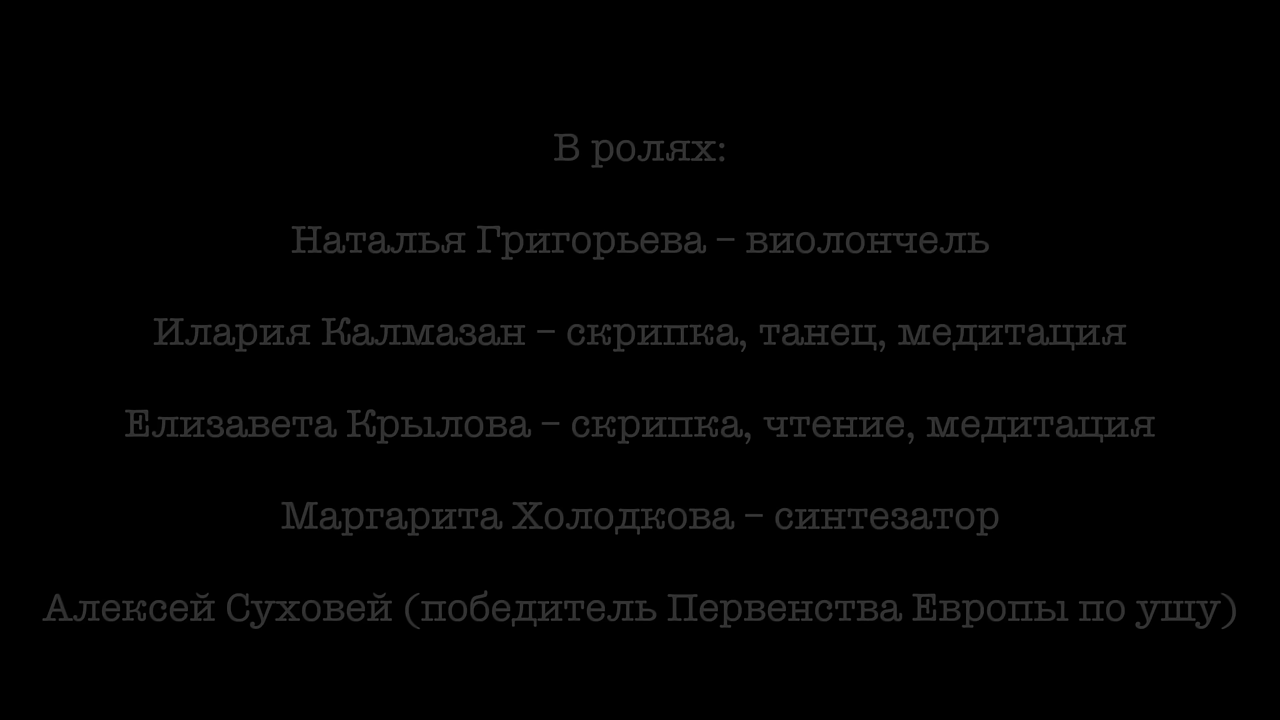 В ролях:
Наталья Григорьева – виолончель
Илария Калмазан – скрипка, танец, медитация
Елизавета Крылова – скрипка, чтение, медитация
Маргарита Холодкова – синтезатор
Алексей Суховей (победитель Первенства Европы по ушу)